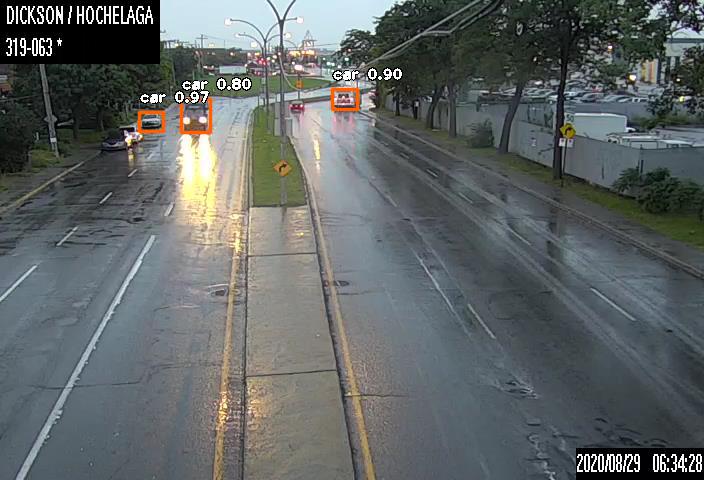 DICKSON / HOCHELAGA
319-063 *
car 0.97
car 0.80
car 0.90
2020/08/29 06:34:28